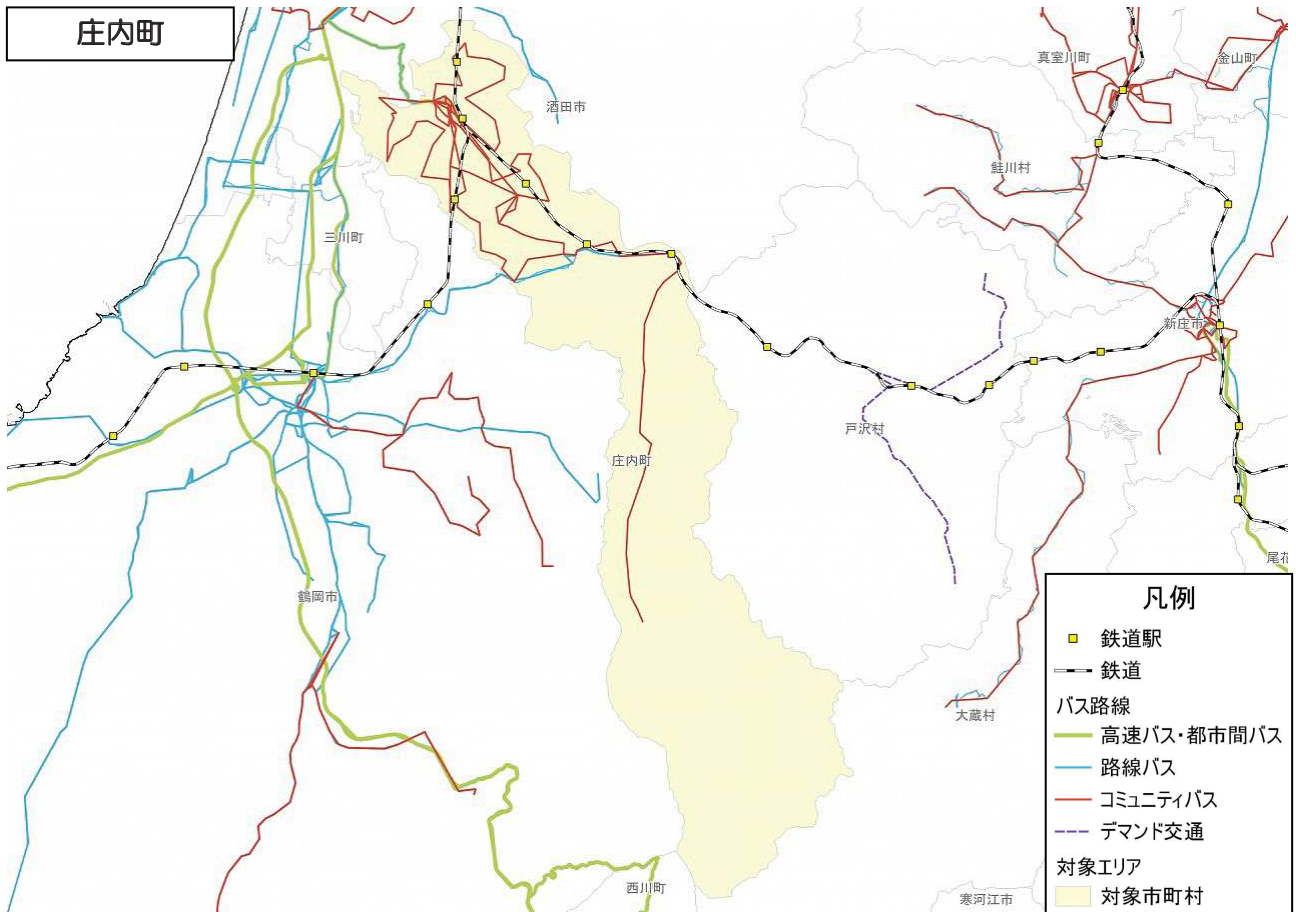 庄内町
真室川町
金山町
酒田市
鮭川村
三川町
新庄市
戸沢村
庄内町
鶴岡市
大蔵村
西川町
寒河江市
尾花
凡例
鉄道駅
鉄道
バス路線
高速バス・都市間バス
路線バス
コミュニティバス
デマンド交通
対象エリア
対象市町村